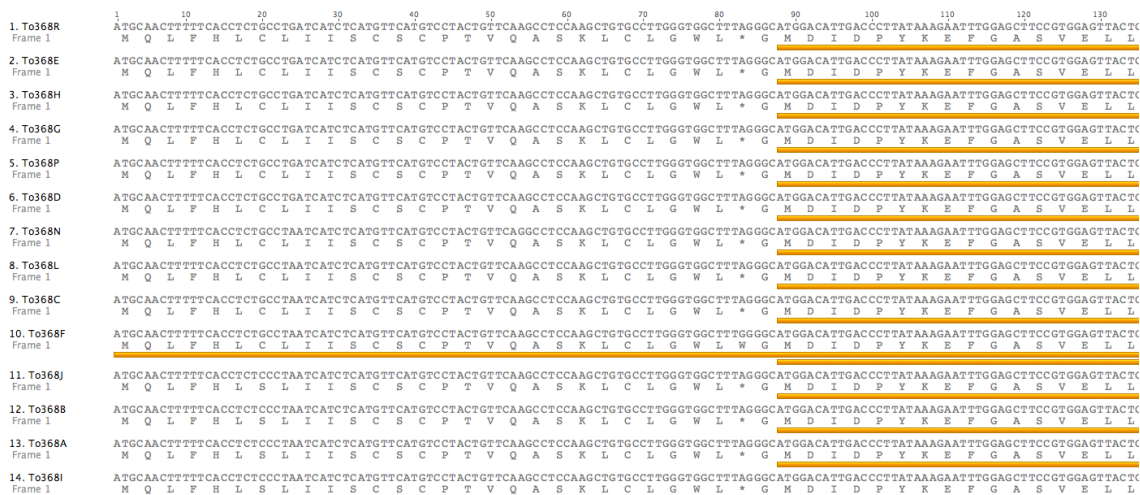 1 10 20 30 40 50 60 70 80 90 100 110 120 130
1. To368R ATGCAACTTTTTCACCTCTGCCTGATCATCTCATGTTCATGTCCTACTGTTCAAGCCTCCAAGCTGTGCCTTGGGTGGCTTTAGGGCATGGACATTGACCCTTATAAAGAATTTGGAGCTTCCGTGGAGTTACTC
Frame 1 M Q L F H L C L I I S C S C P T V Q A S K L C L G W L * G M D I D P Y K E F G A S V E L L
2. To368E ATGCAACTTTTTCACCTCTGCCTGATCATCTCATGTTCATGTCCTACTGTTCAAGCCTCCAAGCTGTGCCTTGGGTGGCTTTAGGGCATGGACATTGACCCTTATAAAGAATTTGGAGCTTCCGTGGAGTTACTC
Frame 1 M Q L F H L C L I I S C S C P T V Q A S K L C L G W L * G M D I D P Y K E F G A S V E L L
3. To368H ATGCAACTTTTTCACCTCTGCCTGATCATCTCATGTTCATGTCCTACTGTTCAAGCCTCCAAGCTGTGCCTTGGGTGGCTTTAGGGCATGGACATTGACCCTTATAAAGAATTTGGAGCTTCCGTGGAGTTACTC
Frame 1 M Q L F H L C L I I S C S C P T V Q A S K L C L G W L * G M D I D P Y K E F G A S V E L L
4. To368G ATGCAACTTTTTCACCTCTGCCTGATCATCTCATGTTCATGTCCTACTGTTCAAGCCTCCAAGCTGTGCCTTGGGTGGCTTTAGGGCATGGACATTGACCCTTATAAAGAATTTGGAGCTTCCGTGGAGTTACTC
Frame 1 M Q L F H L C L I I S C S C P T V Q A S K L C L G W L * G M D I D P Y K E F G A S V E L L
5. To368P ATGCAACTTTTTCACCTCTGCCTGATCATCTCATGTTCATGTCCTACTGTTCAAGCCTCCAAGCTGTGCCTTGGGTGGCTTTAGGGCATGGACATTGACCCTTATAAAGAATTTGGAGCTTCCGTGGAGTTACTC
Frame 1 M Q L F H L C L I I S C S C P T V Q A S K L C L G W L * G M D I D P Y K E F G A S V E L L
6. To368D ATGCAACTTTTTCACCTCTGCCTGATCATCTCATGTTCATGTCCTACTGTTCAAGCCTCCAAGCTGTGCCTTGGGTGGCTTTAGGGCATGGACATTGACCCTTATAAAGAATTTGGAGCTTCCGTGGAGTTACTC
Frame 1 M Q L F H L C L I I S C S C P T V Q A S K L C L G W L * G M D I D P Y K E F G A S V E L L
7. To368N ATGCAACTTTTTCACCTCTGCCTAATCATCTCATGTTCATGTCCTACTGTTCAGGCCTCCAAGCTGTGCCTTGGGTGGCTTTAGGGCATGGACATTGACCCTTATAAAGAATTTGGAGCTTCCGTGGAGTTACTC
Frame 1 M Q L F H L C L I I S C S C P T V Q A S K L C L G W L * G M D I D P Y K E F G A S V E L L
8. To368L ATGCAACTTTTTCACCTCTGCCTAATCATCTCATGTTCATGTCCTACTGTTCAAGCCTCCAAGCTGTGCCTTGGGTGGCTTTAGGGCATGGACATTGACCCTTATAAAGAATTTGGAGCTTCCGTGGAGTTACTC
Frame 1 M Q L F H L C L I I S C S C P T V Q A S K L C L G W L * G M D I D P Y K E F G A S V E L L
9. To368C ATGCAACTTTTTCACCTCTGCCTAATCATCTCATGTTCATGTCCTACTGTTCAAGCCTCCAAGCTGTGCCTTGGGTGGCTTTAGGGCATGGACATTGACCCTTATAAAGAATTTGGAGCTTCCGTGGAGTTACTC
Frame 1 M Q L F H L C L I I S C S C P T V Q A S K L C L G W L * G M D I D P Y K E F G A S V E L L
10. To368F ATGCAACTTTTTCACCTCTCCCTAATCATCTCATGTTCATGTCCTACTGTTCAAGCCTCCAAGCTGTGCCTTGGGTGGCTTTGGGGCATGGACATTGACCCTTATAAAGAATTTGGAGCTTCCGTGGAGTTACTC
Frame 1 M Q L F H L S L I I S C S C P T V Q A S K L C L G W L W G M D I D P Y K E F G A S V E L L
11. To368J ATGCAACTTTTTCACCTCTCCCTAATCATCTCATGTTCATGTCCTACTGTTCAAGCCTCCAAGCTGTGCCTTGGGTGGCTTTAGGGCATGGACATTGACCCTTATAAAGAATTTGGAGCTTCCGTGGAGTTACTC
Frame 1 M Q L F H L S L I I S C S C P T V Q A S K L C L G W L * G M D I D P Y K E F G A S V E L L
12. To368B ATGCAACTTTTTCACCTCTCCCTAATCATCTCATGTTCATGTCCTACTGTTCAAGCCTCCAAGCTGTGCCTTGGGTGGCTTTAGGGCATGGACATTGACCCTTATAAAGAATTTGGAGCTTCCGTGGAGTTACTC
Frame 1 M Q L F H L S L I I S C S C P T V Q A S K L C L G W L * G M D I D P Y K E F G A S V E L L
13. To368A ATGCAACTTTTTCACCTCTCCCTAATCATCTCATGTTCATGTCCTACTGTTCAAGCCTCCAAGCTGTGCCTTGGGTGGCTTTAGGGCATGGACATTGACCCTTATAAAGAATTTGGAGCTTCCGTGGAGTTACTC
Frame 1 M Q L F H L S L I I S C S C P T V Q A S K L C L G W L * G M D I D P Y K E F G A S V E L L
14. To368I ATGCAACTTTTTCACCTCTCCCTAATCATCTCATGTTCATGTCCTACTGTTCAAGCCTCCAAGCTGTGCCTTGGGTGGCTTTAGGGCATGGACATTGACCCTTATAAAGAATTTGGAGCTTCCGTGGAGTTACTC
Frame 1 M Q L F H L S L I I S C S C P T V Q A S K L C L G W L * G M D I D P Y K E F G A S V E L L